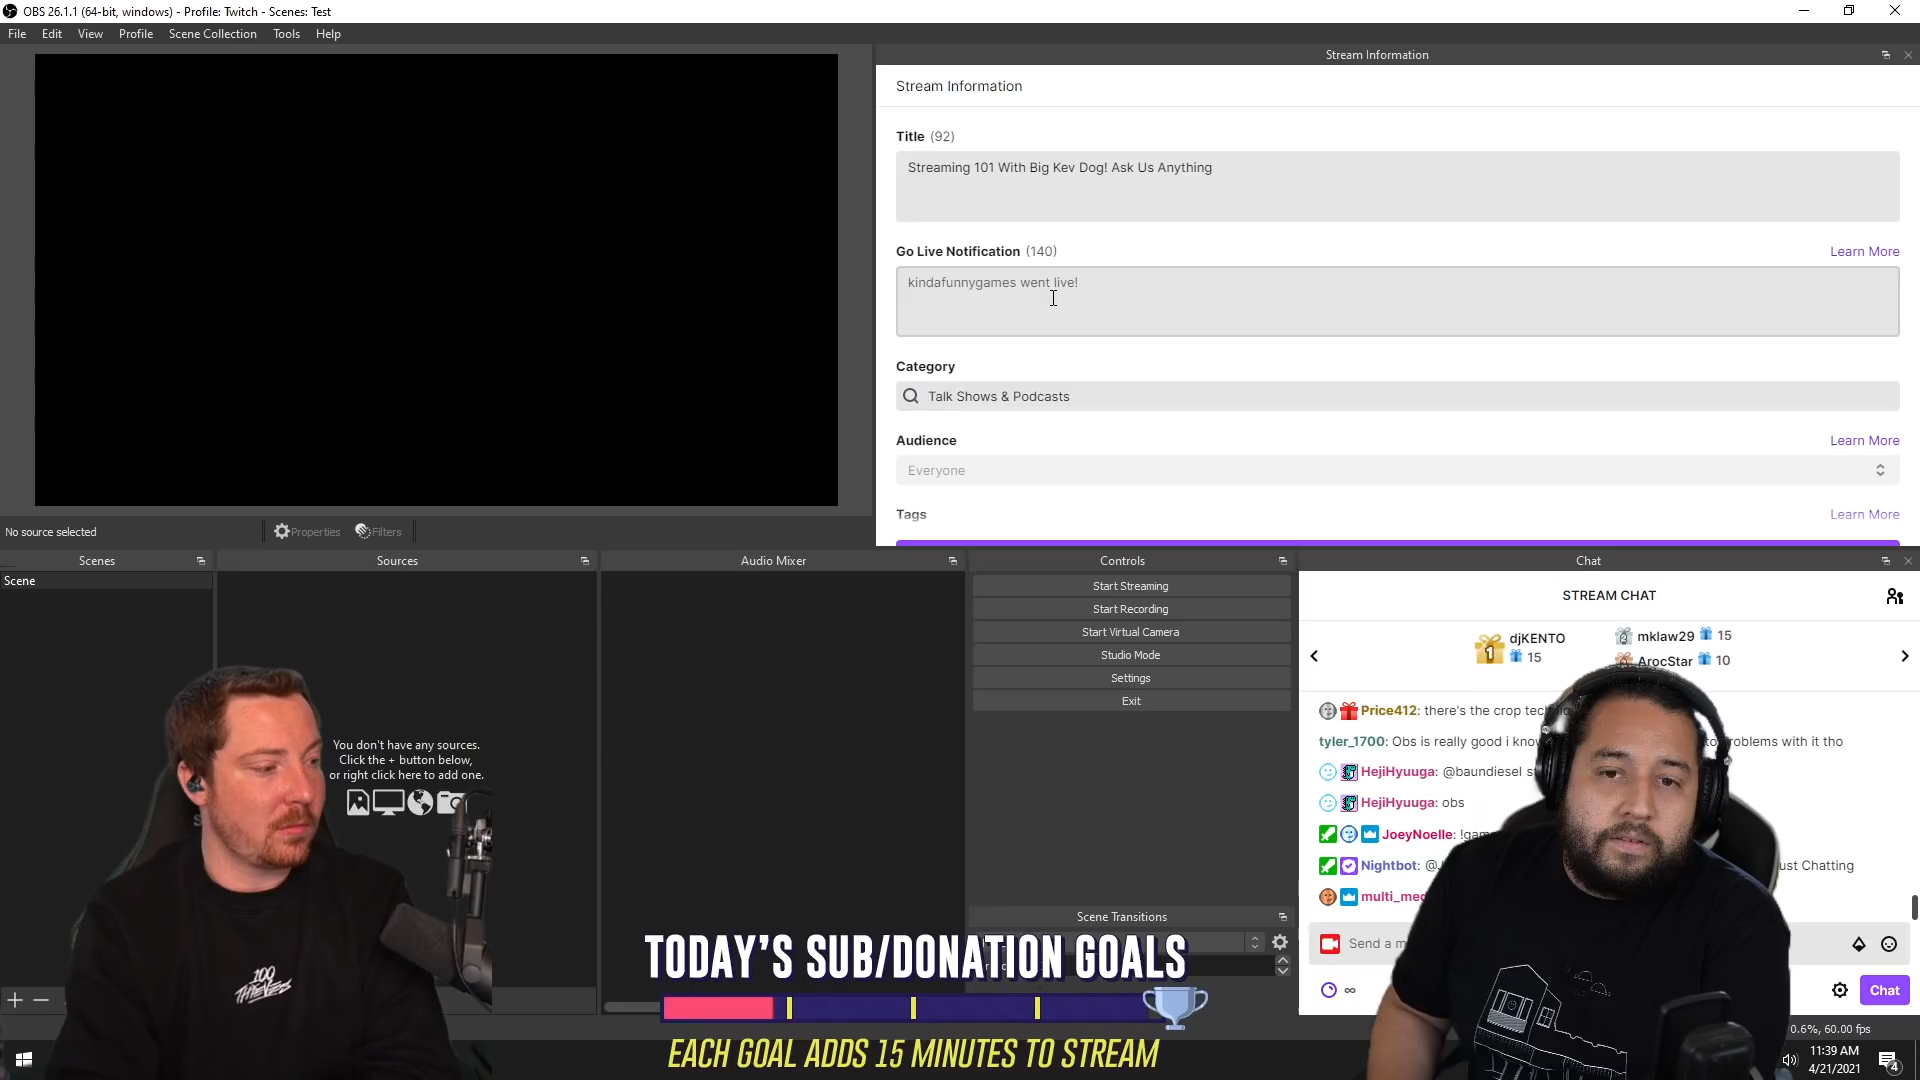 OBS 26.1.1 (64-bit, windows) - Profile: Twitch - Scenes: Test
File Edit View Profile Scene Collection Tools Help
Stream Information
Stream Information
Title (92)
Streaming 101 With Big Kev Dog! Ask Us Anything
Go Live Notification (140)
Learn More
kindafunnygames went live!
Category
Talk Shows & Podcasts
Audience
Learn More
Everyone
Tags
Learn More
No source selected
Properties
Filters
Scenes
Sources
Audio Mixer
Controls
Chat
Scene
You don't have any sources.
Click the + button below,
or right click here to add one.
Start Streaming
Start Recording
Start Virtual Camera
Studio Mode
Settings
Exit
Scene Transitions
STREAM CHAT
1 djKENTO
15
2 mklaw29 15
ArocStar 10
Price412: there's the crop
tyler_1700: Obs is really good i problems with it tho
HejiHyuuga: @baundiesel
HejiHyuuga: obs
JoeyNoelle:
Nightbot: ust Chatting
Send a
∞
Chat
0.6%, 60.00 fps
11:39 AM
4/21/2021
4
100
THIEVES
TODAY'S SUB/DONATION GOALS
EACH GOAL ADDS 15 MINUTES TO STREAM